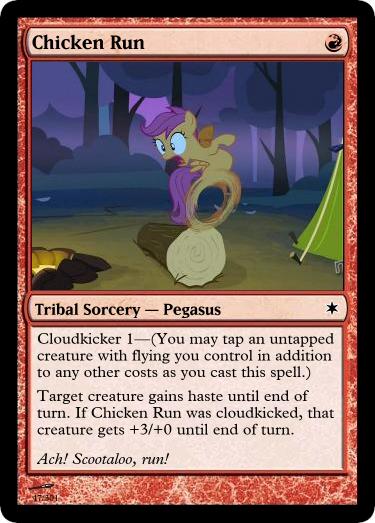 Chicken Run
Tribal Sorcery — Pegasus
Cloudkicker 1—(You may tap an untapped
creature with flying you control in addition
to any other costs as you cast this spell.)
Target creature gains haste until end of
turn. If Chicken Run was cloudkicked, that
creature gets +3/+0 until end of turn.
Ach! Scootaloo, run!